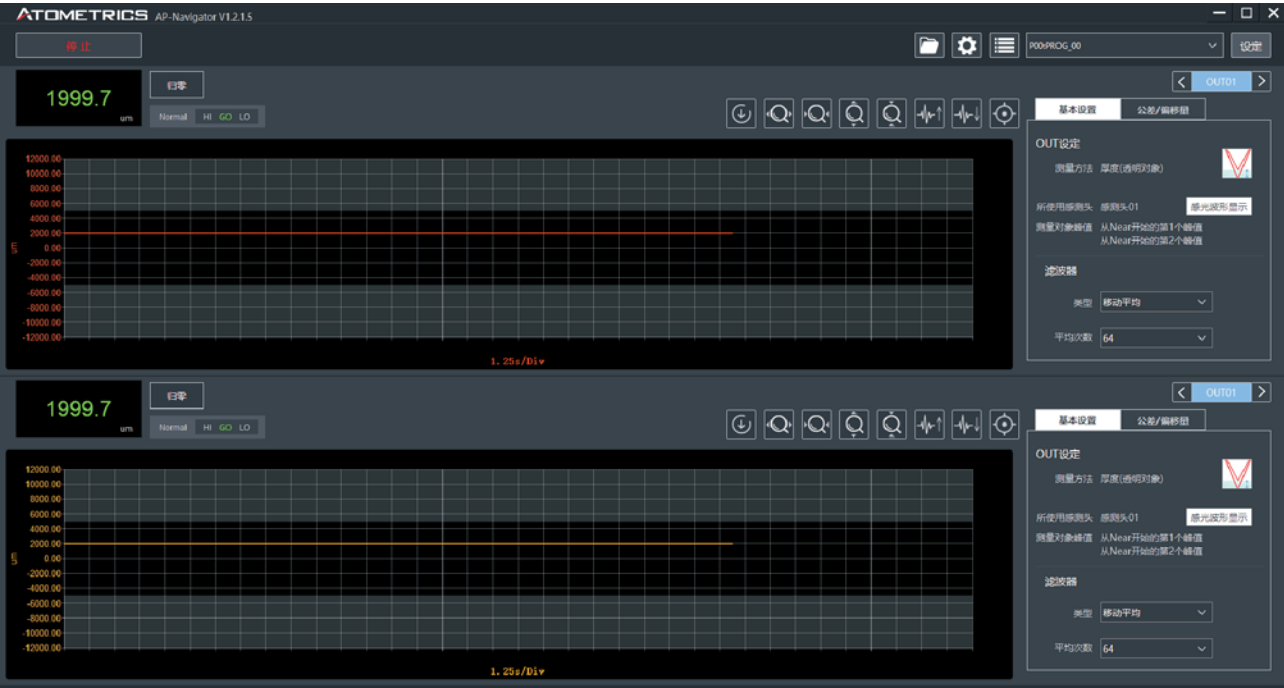 ATOMETRICS AP-Navigator V1.2.1.5
停止
P00:PROG_00
设定
1999.7
um
归零
Normal HI GO LO
OUT01
基本设置 公差/偏移量
OUT设定
测量方法 厚度(透明对象)
所使用感测头 感测头01
感光波形显示
测量对象峰值 从Near开始的第1个峰值
从Near开始的第2个峰值
滤波器
类型 移动平均
平均次数 64
12000.00
10000.00
8000.00
6000.00
4000.00
2000.00
0.00
-2000.00
-4000.00
-6000.00
-8000.00
-10000.00
-12000.00
um
1.25s/Div
1999.7
um
归零
Normal HI GO LO
OUT01
基本设置 公差/偏移量
OUT设定
测量方法 厚度(透明对象)
所使用感测头 感测头01
感光波形显示
测量对象峰值 从Near开始的第1个峰值
从Near开始的第2个峰值
滤波器
类型 移动平均
平均次数 64
12000.00
10000.00
8000.00
6000.00
4000.00
2000.00
0.00
-2000.00
-4000.00
-6000.00
-8000.00
-10000.00
-12000.00
um
1.25s/Div